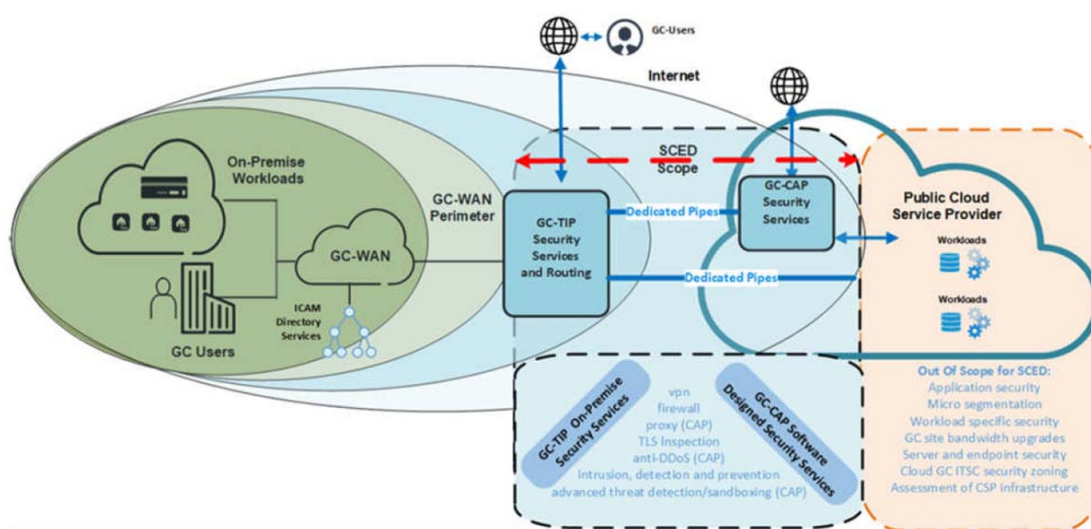 GC-Users
Internet
SCED
Scope
On-Premise
Workloads
GC-WAN
Perimeter
GC-WAN
ICAM
Directory
Services
GC Users
GC-TIP
Security
Services
and Routing
Dedicated Pipes
Dedicated Pipes
GC-CAP
Security
Services
Public Cloud
Service Provider
Workloads
Workloads
GC-TIP On-Premise
Security Services
vpn
firewall
proxy (CAP)
TLS Inspection
anti-DDoS (CAP)
Intrusion, detection and prevention
advanced threat detection/sandboxing (CAP)
GC-CAP Software
Designed Security Services
Out Of Scope for SCED:
Application security
Micro segmentation
Workload specific security
GC site bandwidth upgrades
Server and endpoint security
Cloud GC ITSC security zoning
Assessment of CSP infrastructure